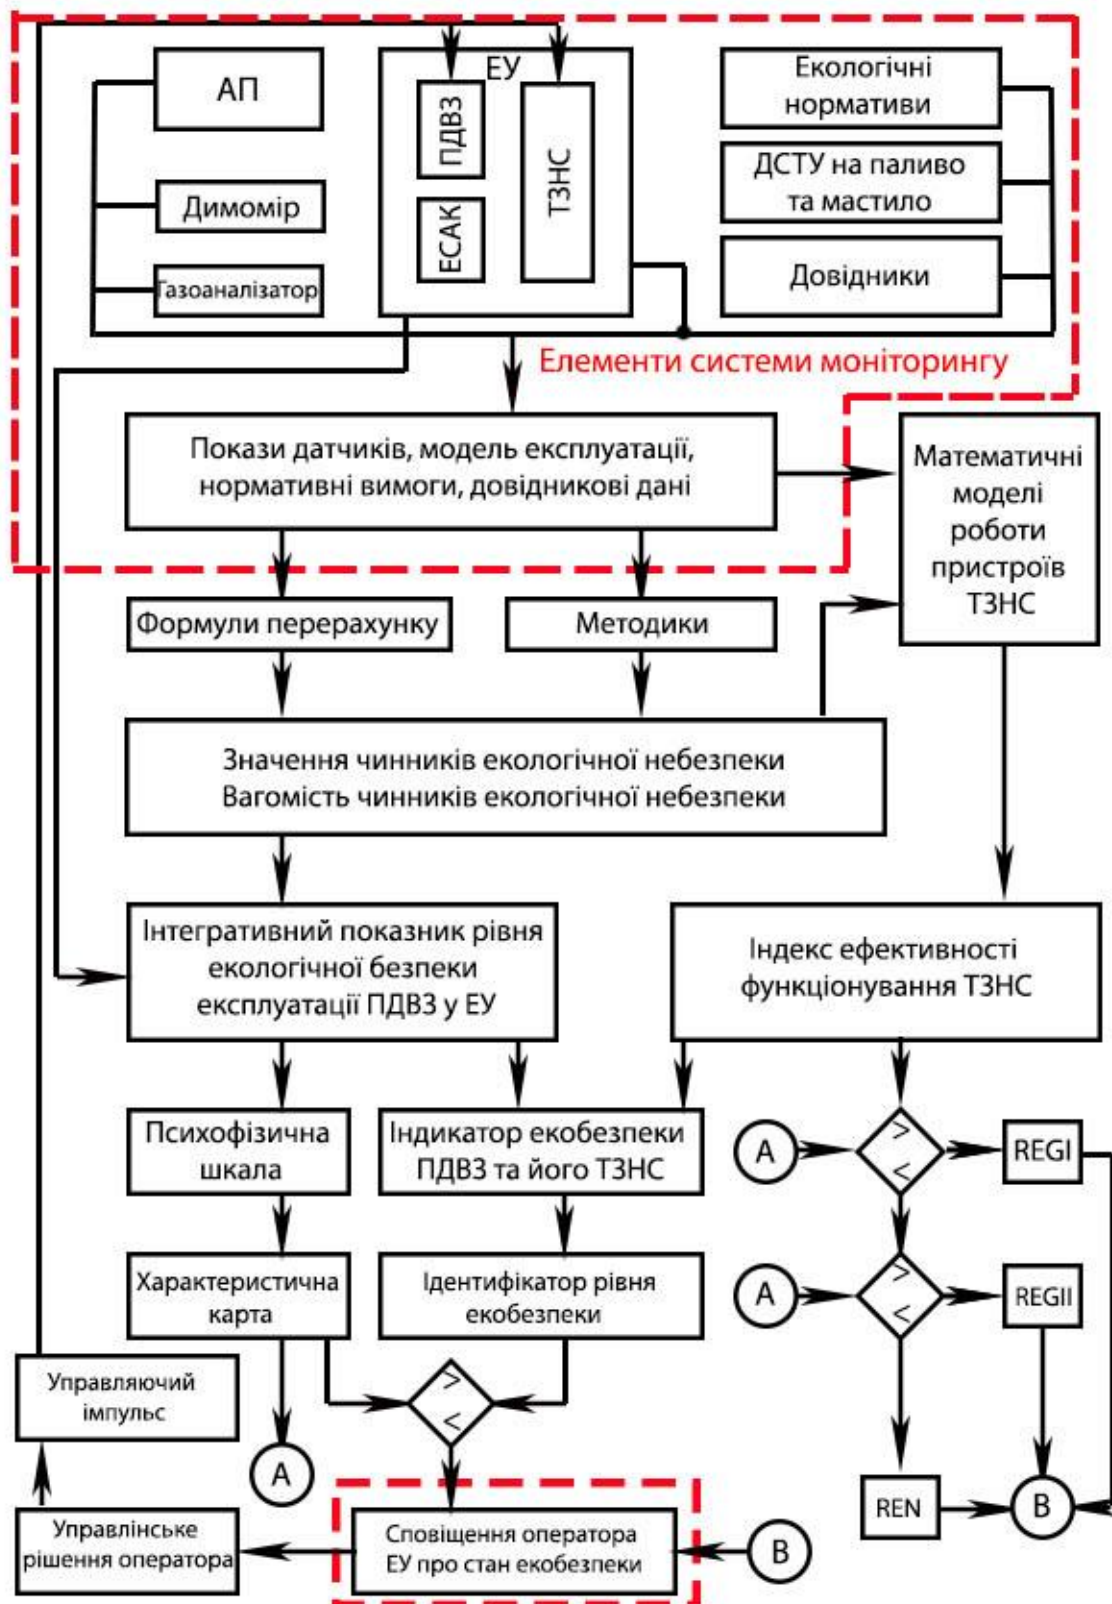 АП
Димомір
Газоаналізатор
ЕУ
ПДВЗ
ЕСАК
ТЗНС
Екологічні
нормативи
ДСТУ на паливо
та мастило
Довідники
Елементи системи моніторингу
Покази датчиків, модель експлуатації,
нормативні вимоги, довідникові дані
Математичні
моделі
роботи
пристроїв
ТЗНС
Формули перерахунку
Методики
Значення чинників екологічної небезпеки
Вагомість чинників екологічної небезпеки
Інтегративний показник рівня
екологічної безпеки
експлуатації ПДВЗ у ЕУ
Індекс ефективності
функціонування ТЗНС
Психофізична
шкала
Індикатор екобезпеки
ПДВЗ та його ТЗНС
А
>
<
REGI
Характеристична
карта
Ідентифікатор рівня
екобезпеки
А
>
<
REGII
Управляючий
імпульс
>
<
А
REN
В
Управлінське
рішення оператора
Сповіщення оператора
ЕУ про стан екобезпеки
В